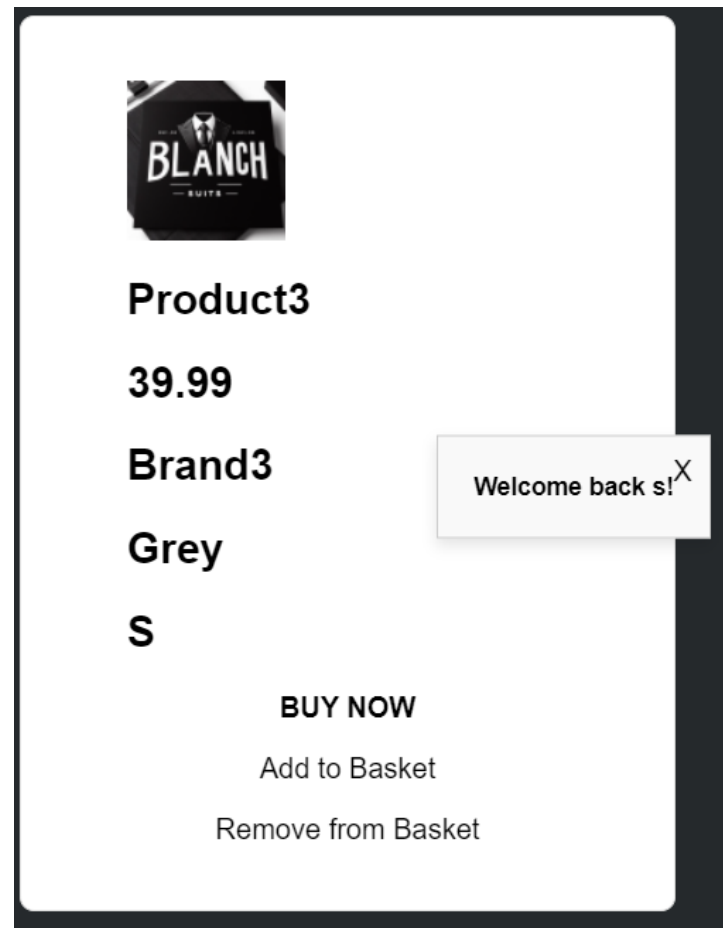 BLANCH
SUITS
Product3
39.99
Brand3
Grey
S
Welcome back s!
X
BUY NOW
Add to Basket
Remove from Basket